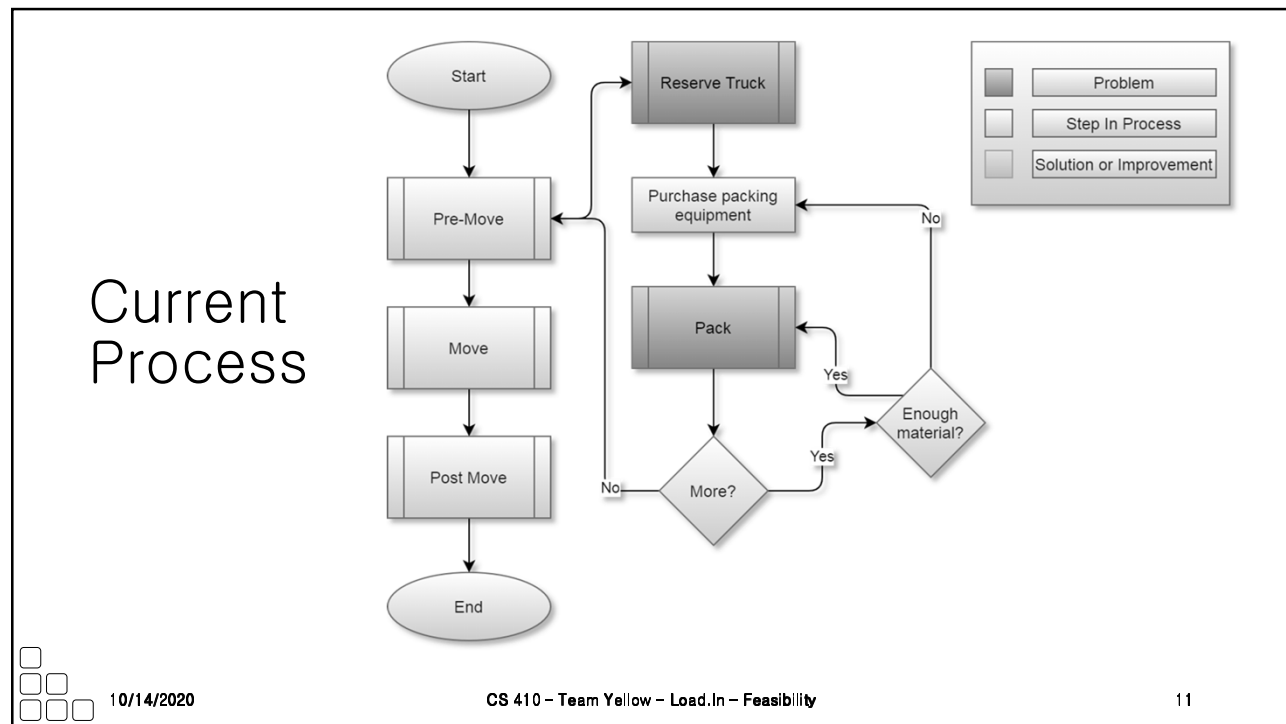 Current
Process
Start
Pre-Move
Move
Post Move
End
Reserve Truck
Purchase packing
equipment
Pack
More?
No
Yes
Enough
material?
Yes
No
Problem
Step In Process
Solution or Improvement
10/14/2020
CS 410 – Team Yellow – Load.In – Feasibility
11